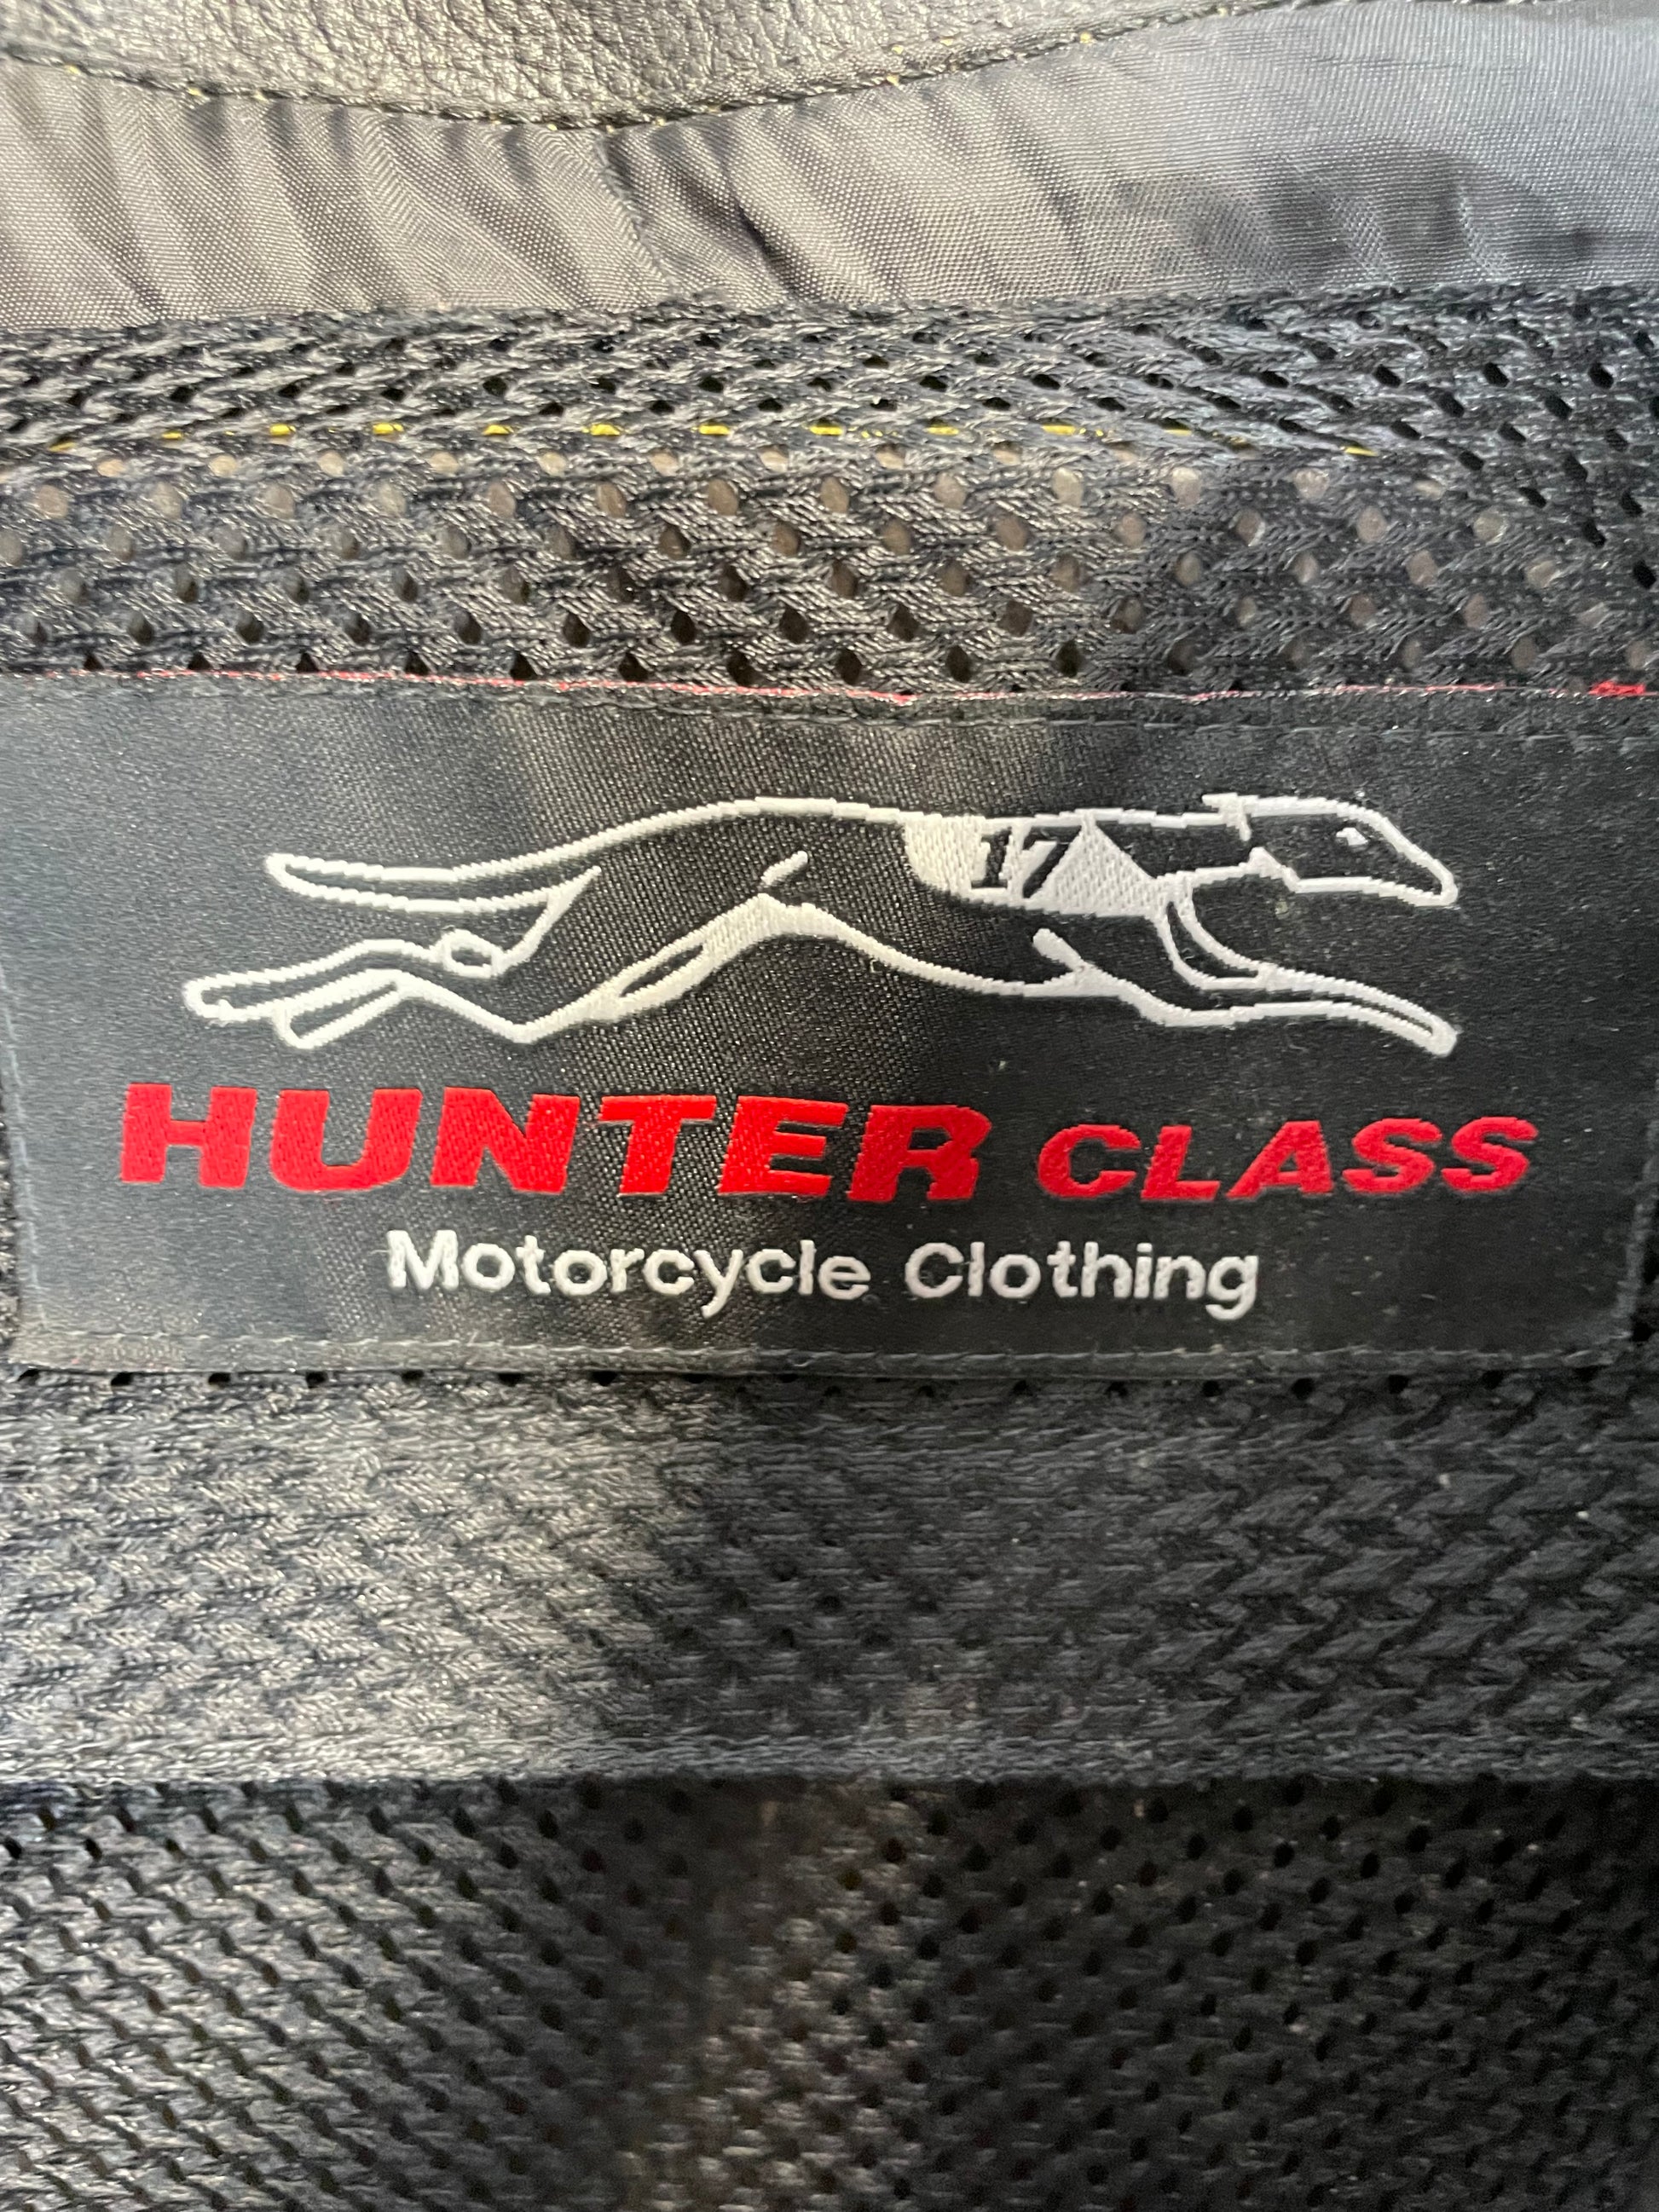 17
HUNTER CLASS
Motorcycle Clothing